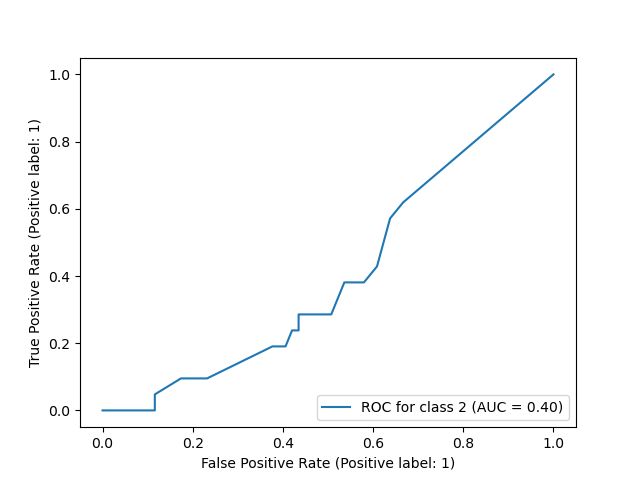 1.0
0.8
0.6
0.4
0.2
0.0
True Positive Rate (Positive label: 1)
ROC for class 2 (AUC = 0.40)
0.0 0.2 0.4 0.6 0.8 1.0
False Positive Rate (Positive label: 1)